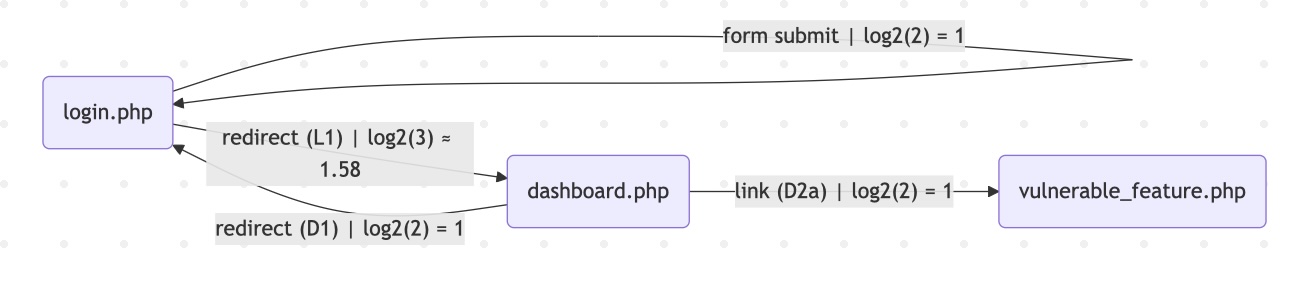 form submit | log2(2) = 1
login.php
redirect (L1) | log2(3) ≈
1.58
dashboard.php
link (D2a) | log2(2) = 1
vulnerable_feature.php
redirect (D1) | log2(2) = 1